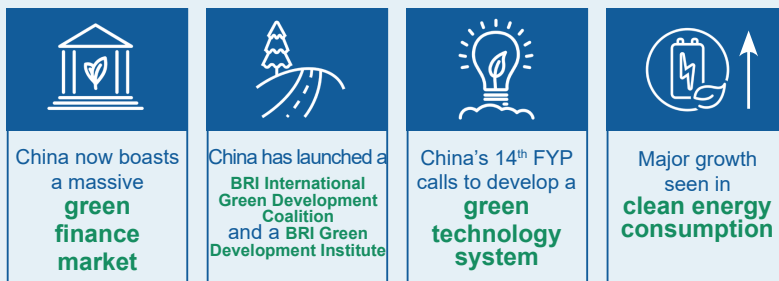 China now boasts
a massive
green
finance
market
China has launched a
BRI International
Green Development
Coalition
and a BRI Green
Development Institute
China's 14th FYP
calls to develop a
green
technology
system
Major growth
seen in
clean energy
consumption